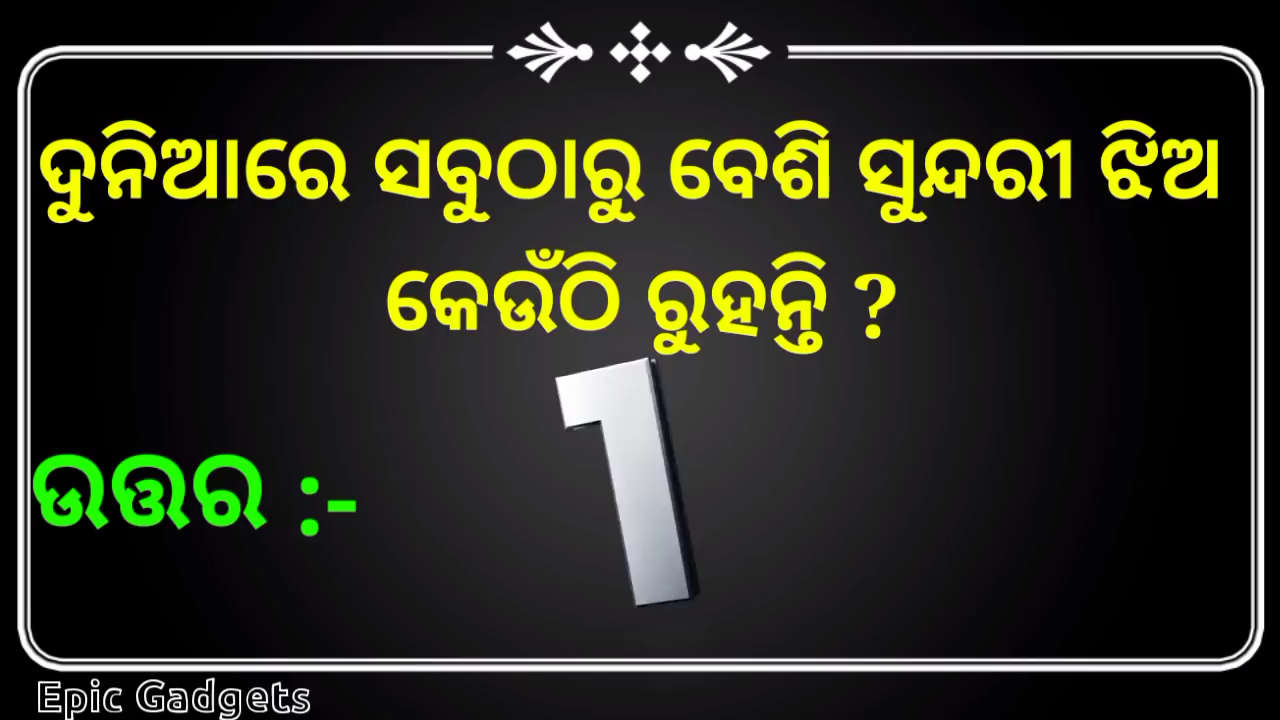 ଦୁନିଆରେ ସବୁଠାରୁ ବେଶି ସୁନ୍ଦରୀ ଝିଅ
କେଉଁଠି ରୁହନ୍ତି ?
1
ଉତ୍ତର :-
Epic Gadgets